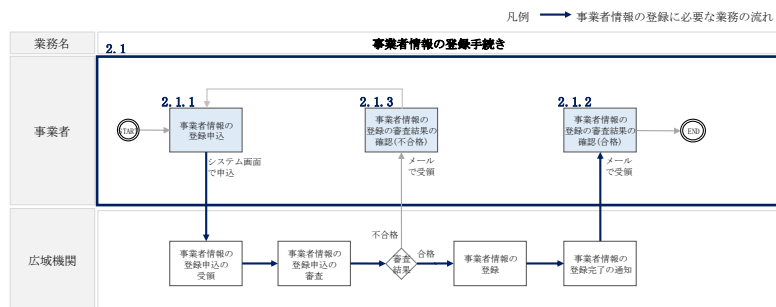 凡例 事業者情報の登録に必要な業務の流れ
業務名
2.1
事業者情報の登録手続き
事業者
START
2.1.1
事業者情報の
登録申込
システム画面
で申込
2.1.3
事業者情報の
登録の審査結果の
確認(不合格)
メール
で受領
2.1.2
事業者情報の
登録の審査結果の
確認(合格)
メール
で受領
END
広域機関
事業者情報の
登録申込の
受領
事業者情報の
登録申込の
審査
不合格
審査
結果
合格
事業者情報の
登録
事業者情報の
登録完了の通知